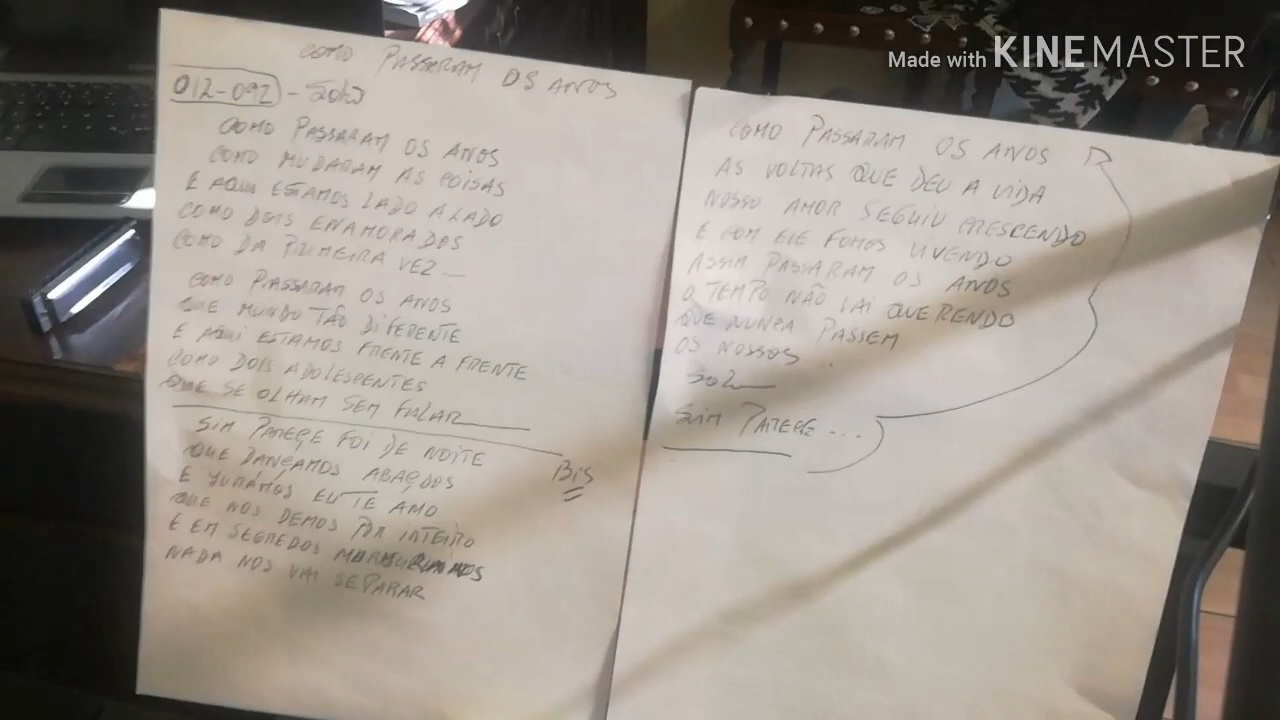 Made with KINEMASTER
COMO PASSARAM OS ANOS
012-092 - SOLO
COMO PASSARAM OS ANOS
COMO MUDARAM AS COISAS
E AQUI ESTAMOS LADO A LADO
COMO DOIS ENAMORADOS
COMO DA PRIMEIRA VEZ
COMO PASSARAM OS ANOS
QUE MUNDO TÃO DIFERENTE
E AQUI ESTAMOS FRENTE A FRENTE
COMO DOIS ADOLESCENTES
QUE SE OLHAM SEM FALAR
SIM PAREÇE FOI DE NOITE
QUE DANÇAMOS ABAÇDOS
E JURÁMOS EU TE AMO
QUE NOS DEMOS POR INTEIRO
E EM SEGREDOS MURMURAMOS
NADA NOS VAI SEPARAR
BIS
COMO PASSARAM OS ANOS
AS VOLTAS QUE DEU A VIDA
NOSSO AMOR SEGUIU CRESCENDO
E COM ELE FOMOS VIVENDO
ASSIM PASSARAM OS ANOS
O TEMPO NÃO VAI QUERENDO
QUE NUNCA PASSEM
OS NOSSOS ..
SOLO
SIM PARECE ...